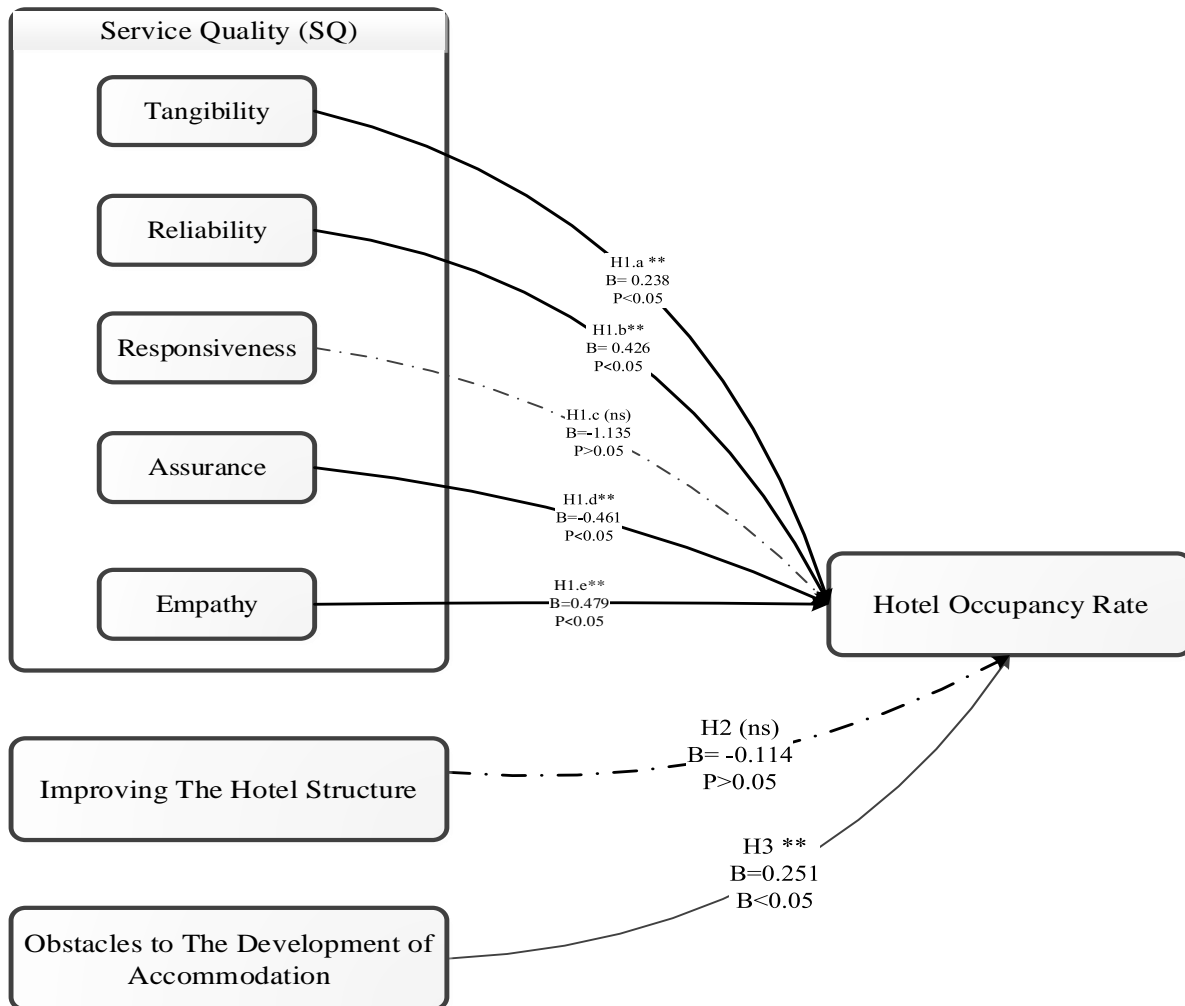 Service Quality (SQ)
Tangibility
Reliability
Responsiveness
Assurance
Empathy
H1.a **
B= 0.238
P<0.05
H1.b**
B= 0.426
P<0.05
H1.c (ns)
B=-1.135
P>0.05
H1.d**
B=-0.461
P<0.05
H1.e**
B=0.479
P<0.05
Hotel Occupancy Rate
Improving The Hotel Structure
H2 (ns)
B= -0.114
P>0.05
Obstacles to The Development of
Accommodation
H3 **
B=0.251
B<0.05